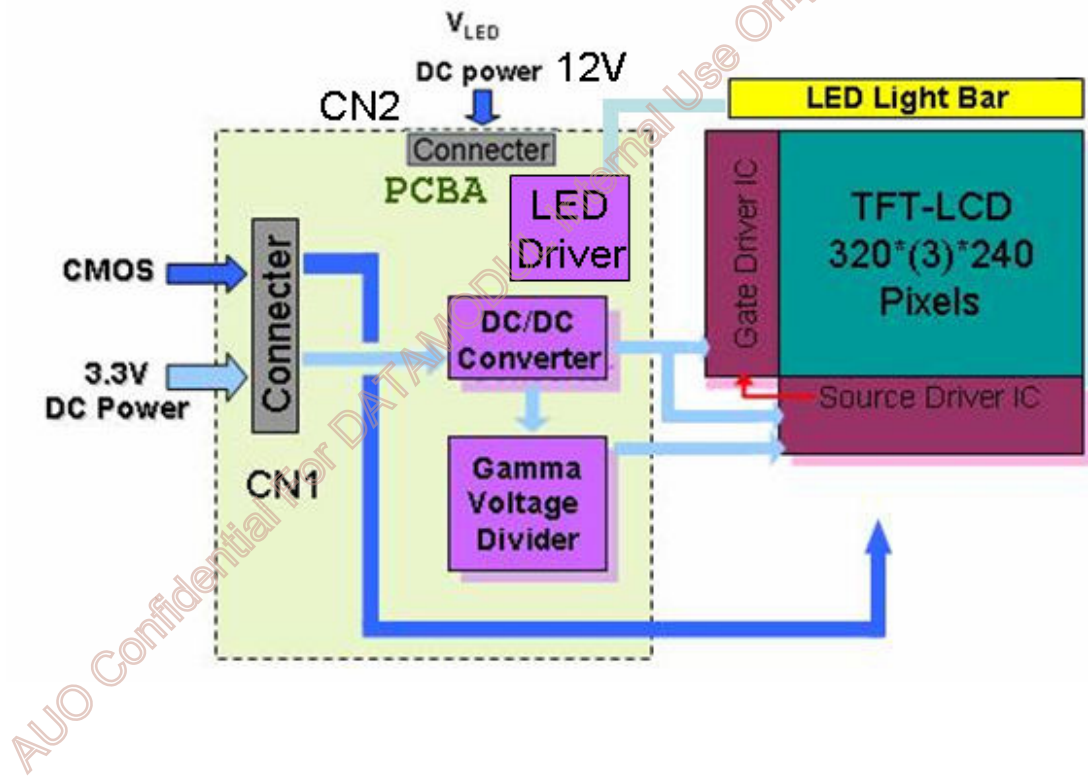 V_LED
DC power 12V
CN2
Connecter
PCBA
LED
Driver
LED Light Bar
Gate Driver IC
TFT-LCD
320*(3)*240
Pixels
CMOS
Connecter
3.3V
DC Power
DC/DC
Converter
Source Driver IC
CN1
Gamma
Voltage
Divider
AUO Confidential For DATAMODUL Internal Use Only